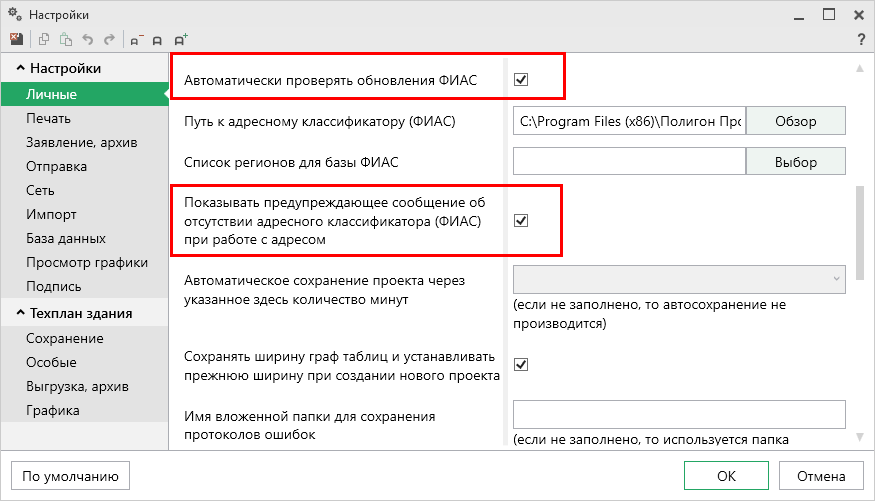 Настройки
?
Настройки
Личные
Печать
Заявление, архив
Отправка
Сеть
Импорт
База данных
Просмотр графики
Подпись
Техплан здания
Сохранение
Особые
Выгрузка, архив
Графика
Автоматически проверять обновления ФИАС
Путь к адресному классификатору (ФИАС)
C:\Program Files (x86)\Полигон Про
Обзор
Список регионов для базы ФИАС
Выбор
Показывать предупреждающее сообщение об
отсутствии адресного классификатора (ФИАС)
при работе с адресом
Автоматическое сохранение проекта через
указанное здесь количество минут
(если не заполнено, то автосохранение не
производится)
Сохранять ширину граф таблиц и устанавливать
прежнюю ширину при создании нового проекта
Имя вложенной папки для сохранения
протоколов ошибок
(если не заполнено, то используется папка
По умолчанию
ОК
Отмена